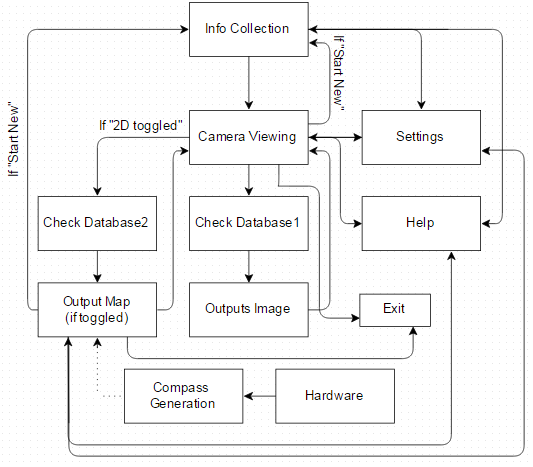 Info Collection
If "Start New"
If "Start New"
If "2D toggled"
Camera Viewing
Settings
Check Database2
Check Database1
Help
Output Map
(if toggled)
Outputs Image
Exit
Compass
Generation
Hardware